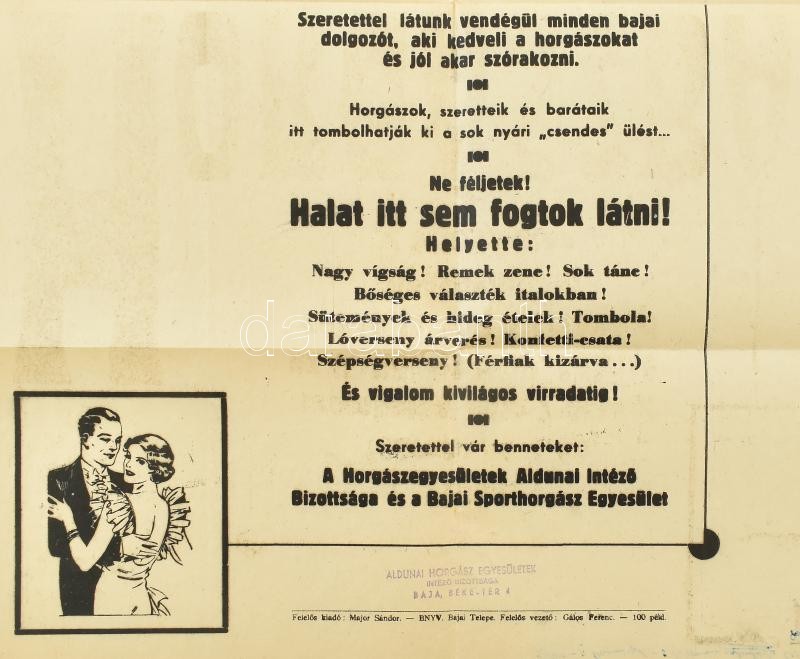 Szeretettel látunk vendégül minden bajai
dolgozót, aki kedveli a horgászokat
és jól akar szórakozni.
Horgászok, szeretteik és barátaik
itt tombolhatják ki a sok nyári „csendes” ülést...
Ne féljetek!
Halat itt sem fogtok látni!
Helyette:
Nagy vígság! Remek zene! Sok tánc!
Bőséges választék italokban!
Sütemények és hideg ételek! Tombola!
Lóverseny árverés! Konfetti-csata!
Szépségverseny! (Férfiak kizárva...)
És vigalom kivilágos virradatig!
Szeretettel vár benneteket:
A Horgászegyesületek Aldunai Intéző
Bizottsága és a Bajai Sporthorgász Egyesület
ALDUNAI HORGÁSZ EGYESÜLETEK
INTÉZŐ BIZOTTSÁGA
BAJA, BÉKE-TÉR 4
Felelős kiadó: Major Sándor. — BNYV. Bajai Telepe. Felelős vezető: Gálos Ferenc. — 100 péld.
darabanth